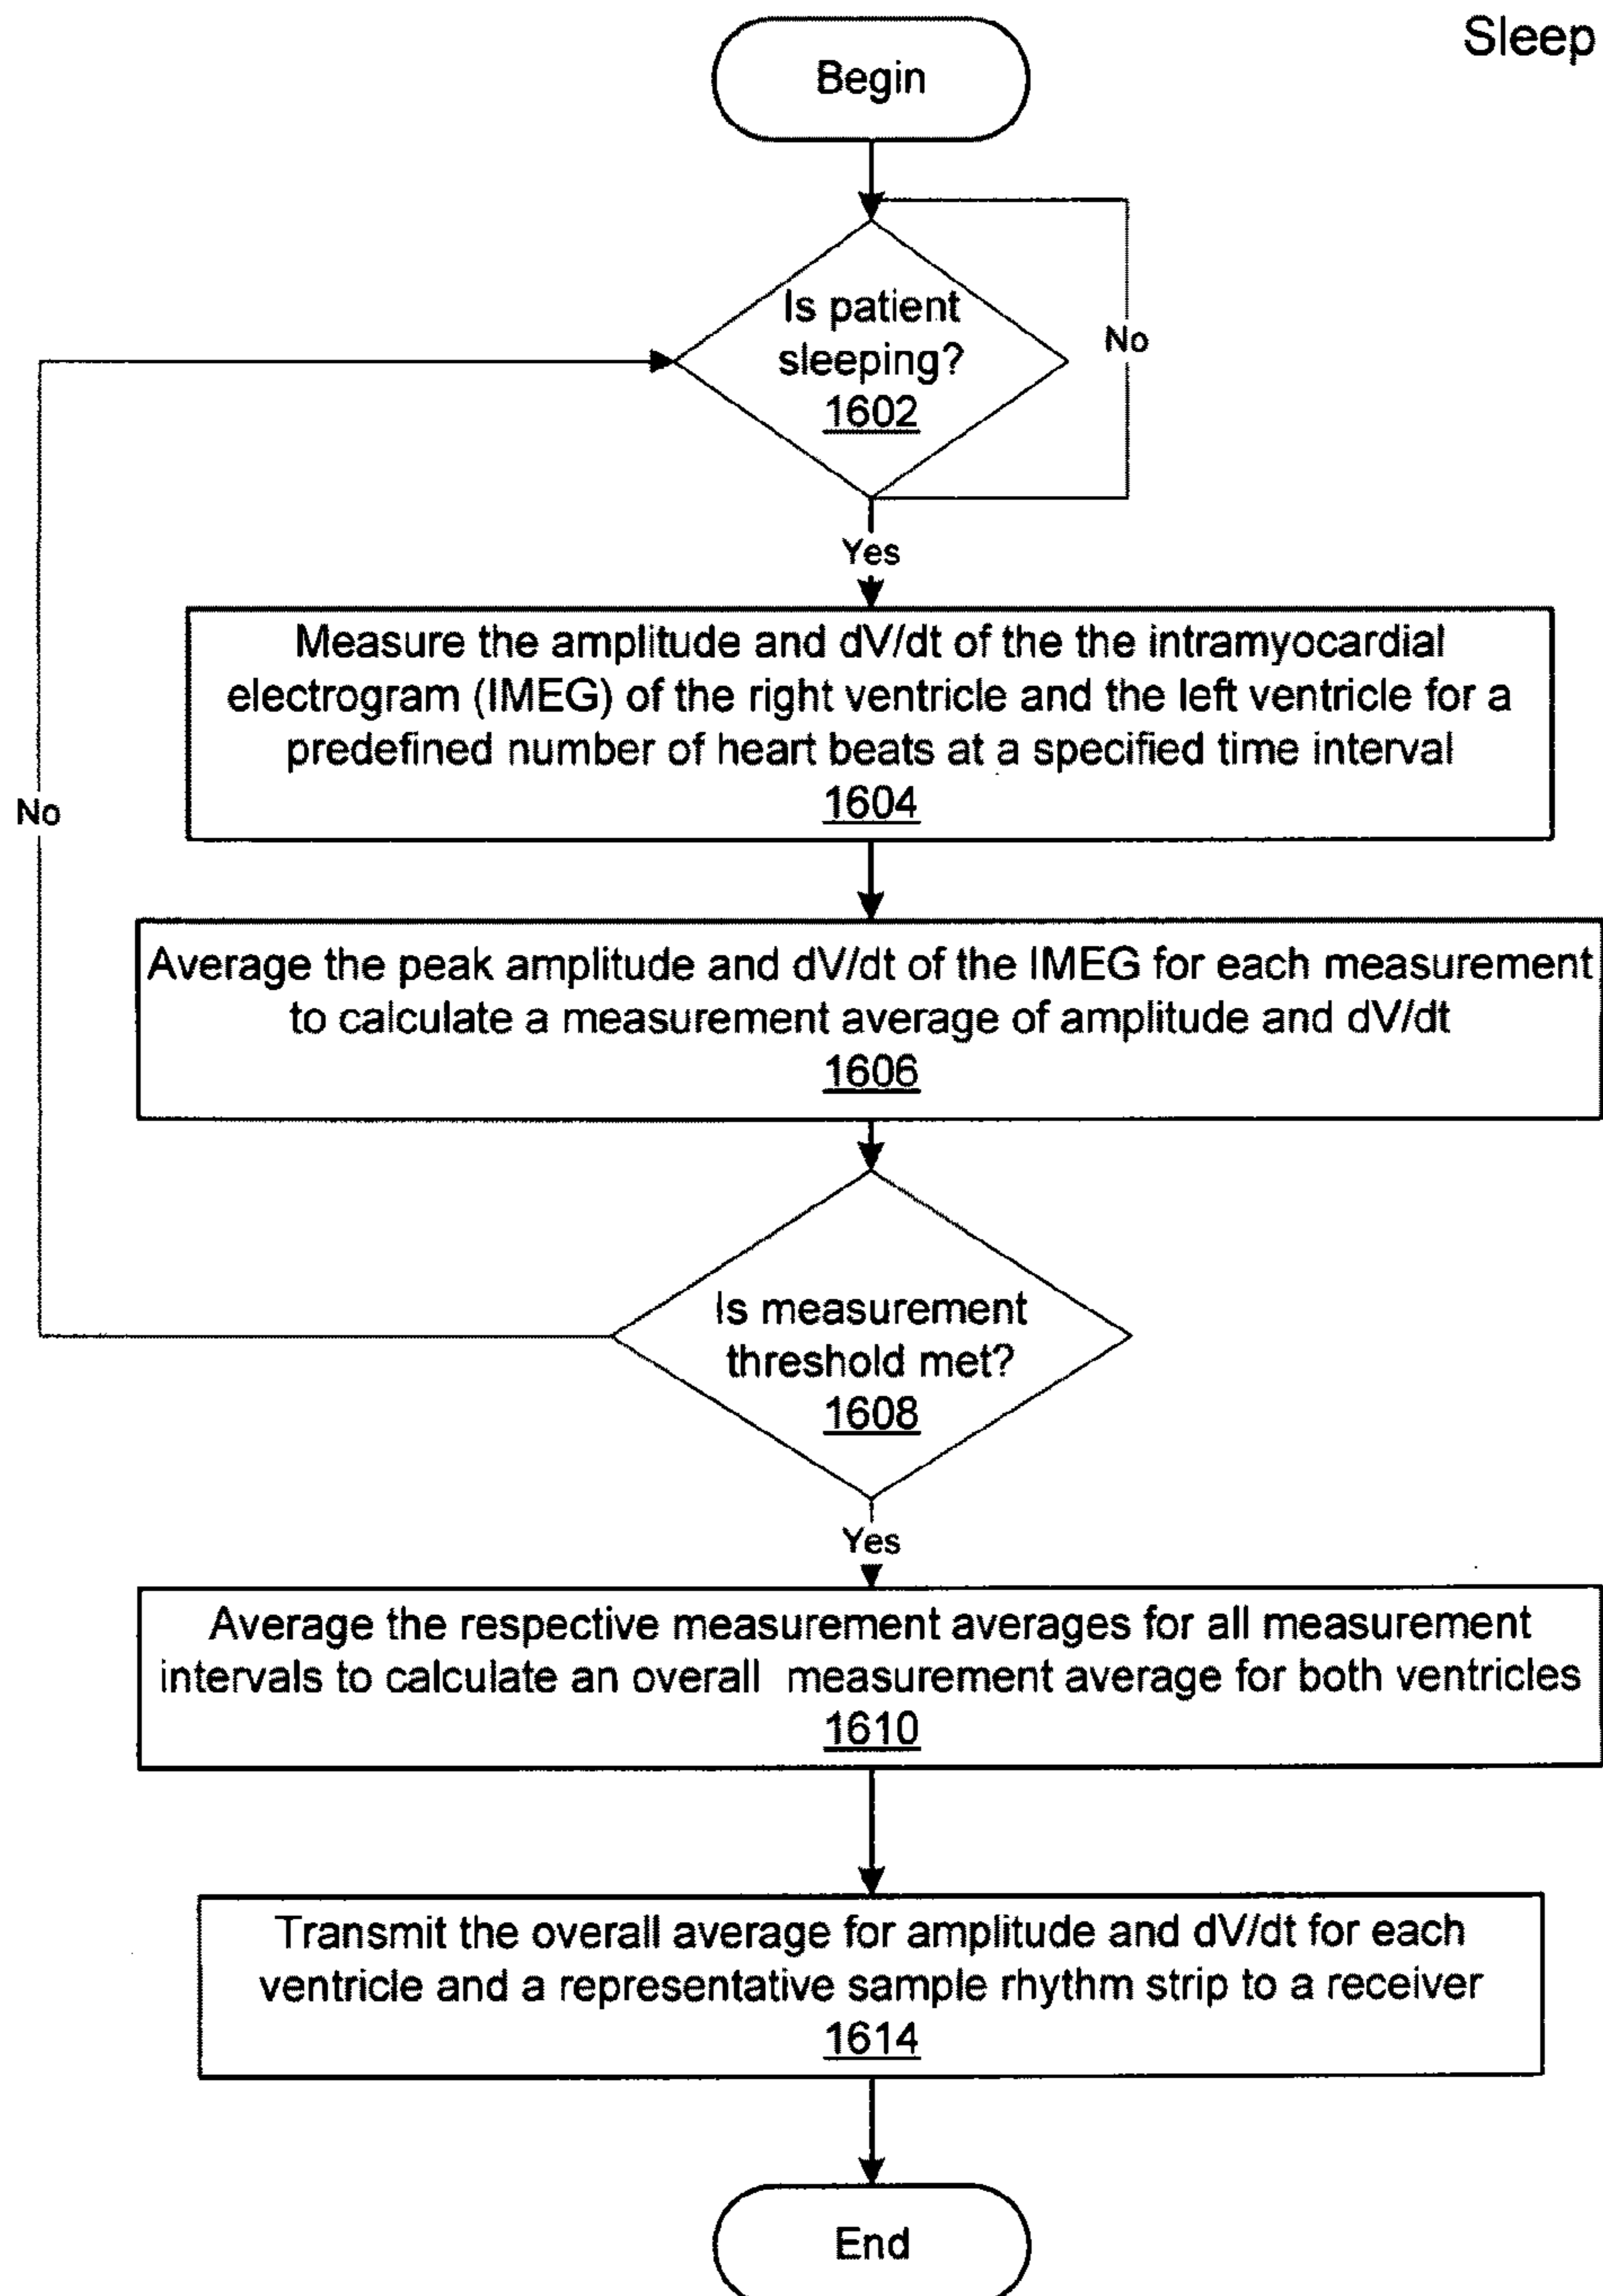 Sleep
Begin
Is patient
sleeping?
1602
No
Yes
Measure the amplitude and dV/dt of the the intramyocardial
electrogram (IMEG) of the right ventricle and the left ventricle for a
predefined number of heart beats at a specified time interval
1604
No
Average the peak amplitude and dV/dt of the IMEG for each measurement
to calculate a measurement average of amplitude and dV/dt
1606
Is measurement
threshold met?
1608
Yes
Average the respective measurement averages for all measurement
intervals to calculate an overall measurement average for both ventricles
1610
Transmit the overall average for amplitude and dV/dt for each
ventricle and a representative sample rhythm strip to a receiver
1614
End